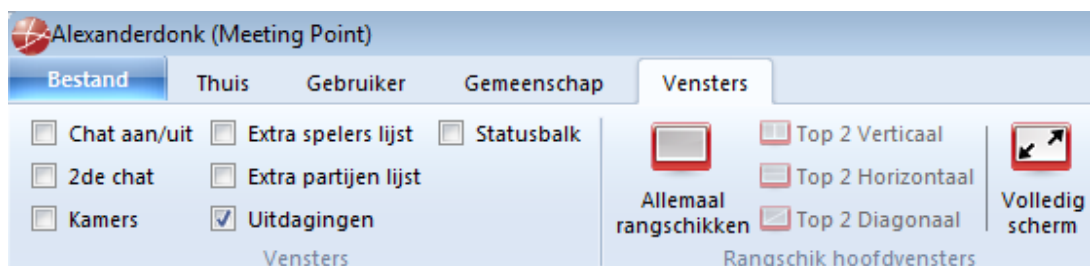 Alexanderdonk (Meeting Point)
Bestand Thuis Gebruiker Gemeenschap Vensters
Chat aan/uit Extra spelers lijst Statusbalk
2de chat Extra partijen lijst
Kamers Uitdagingen
Vensters
Allemaal
rangschikken
Top 2 Verticaal
Top 2 Horizontaal
Top 2 Diagonaal
Volledig
scherm
Rangschik hoofdvensters